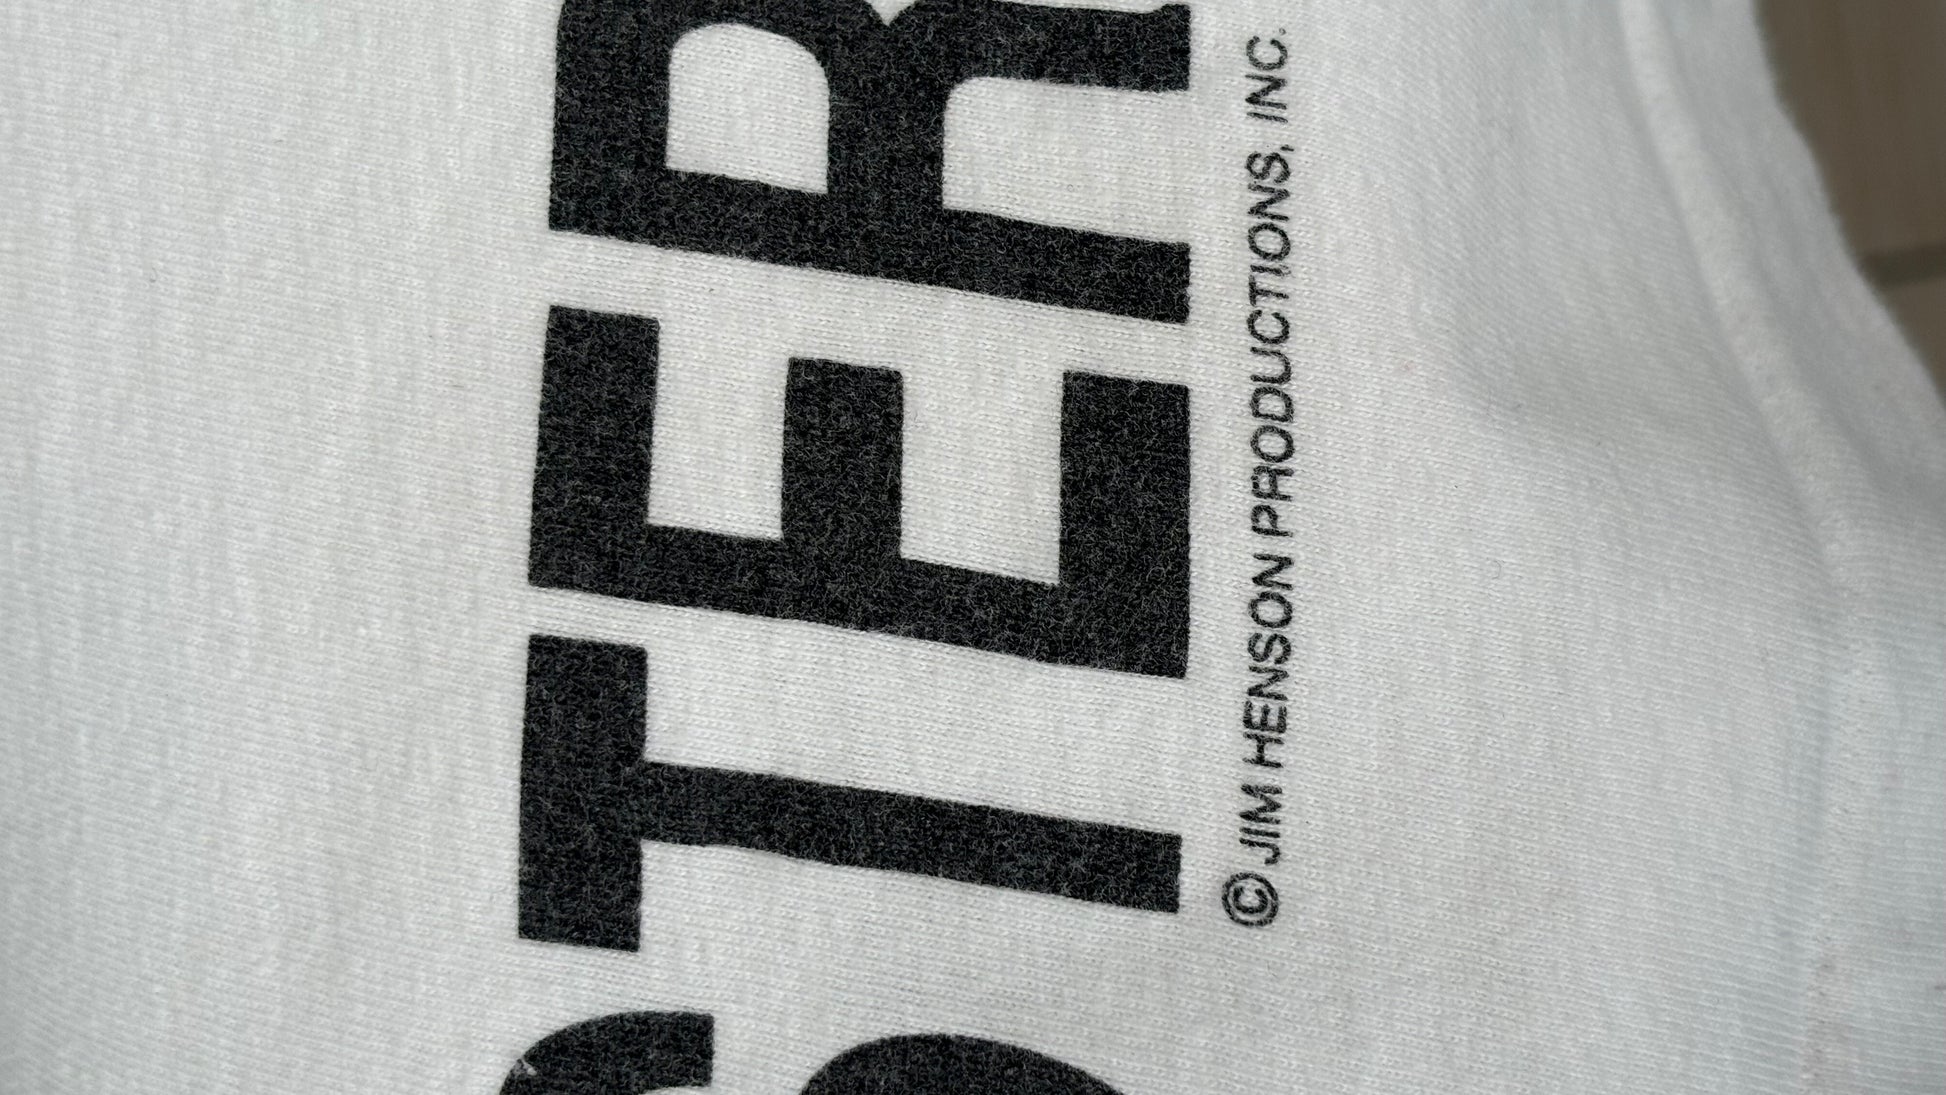 STER
© JIM HENSON PRODUCTIONS, INC.